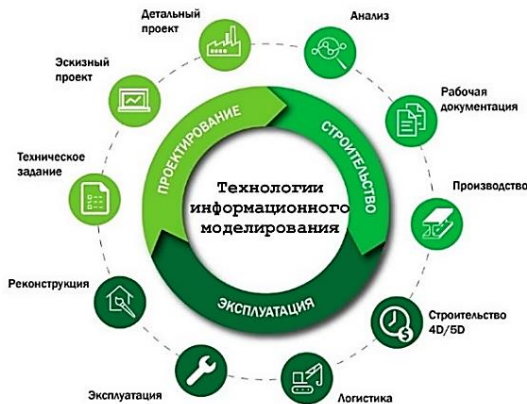 Детальный
проект
Анализ
Эскизный
проект
Рабочая
документация
Техническое
задание
Производство
ПРОЕКТИРОВАНИЕ
СТРОИТЕЛЬСТВО
ЭКСПЛУАТАЦИЯ
Технологии
информационного
моделирования
Реконструкция
Строительство
4D/5D
$
Эксплуатация
Логистика